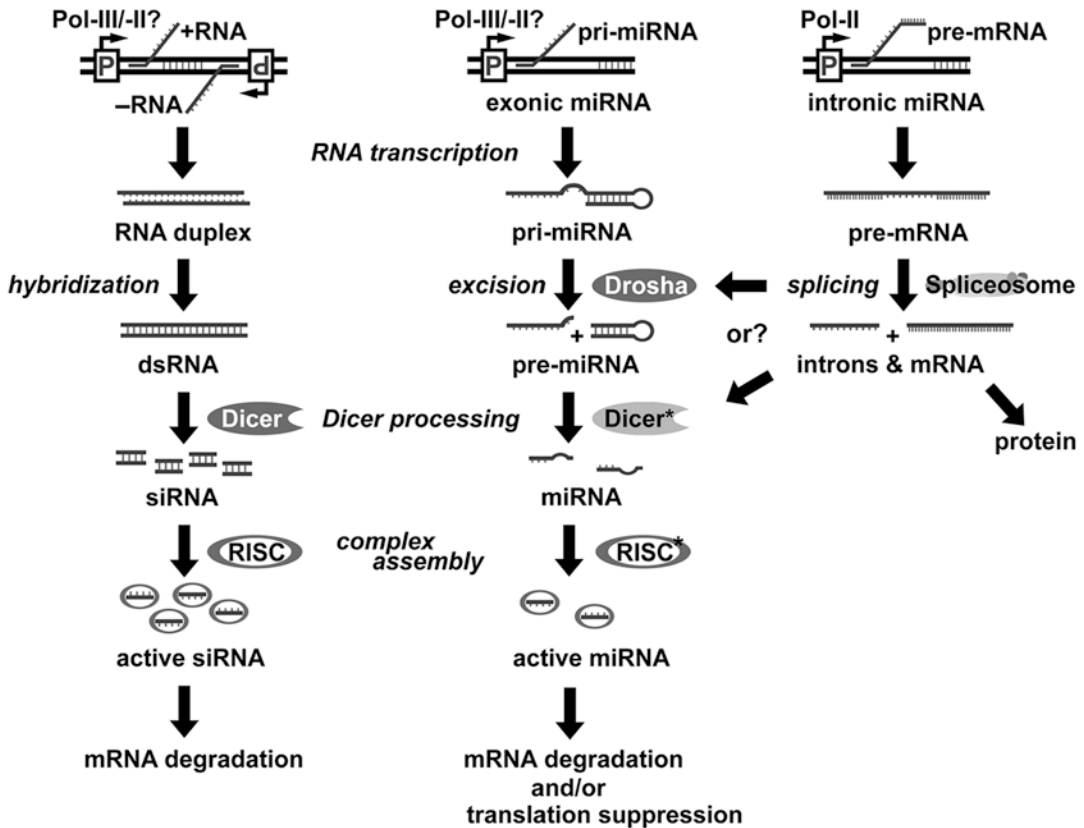 Pol-III/-II?
+RNA
P
P
–RNA
Pol-III/-II?
pri-miRNA
P
exonic miRNA
Pol-II
pre-mRNA
P
intronic miRNA
RNA transcription
RNA duplex
pri-miRNA
pre-mRNA
hybridization
excision
Drosha
splicing
Spliceosome
dsRNA
+
pre-miRNA
or?
+
introns & mRNA
Dicer
Dicer processing
Dicer*
protein
siRNA
miRNA
RISC
complex
assembly
RISC*
active siRNA
active miRNA
mRNA degradation
mRNA degradation
and/or
translation suppression